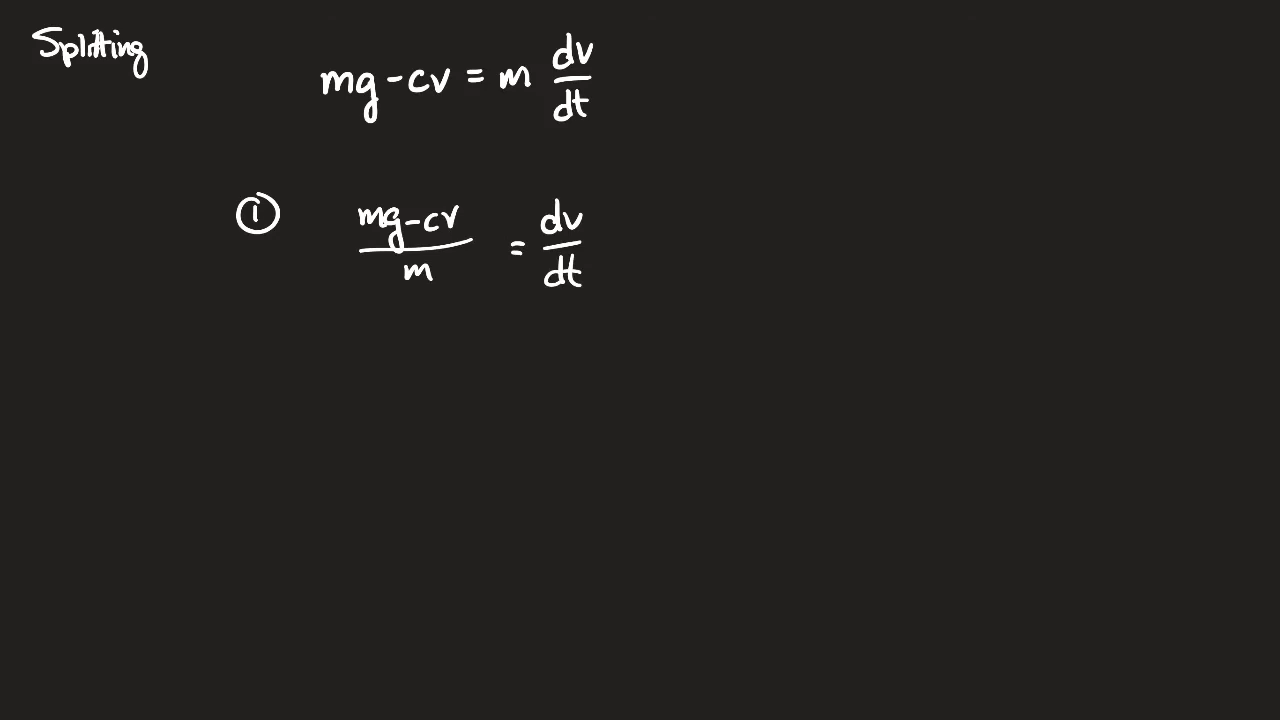 Splitting
mg - cv = m dv/dt
① (mg - cv)/m = dv/dt